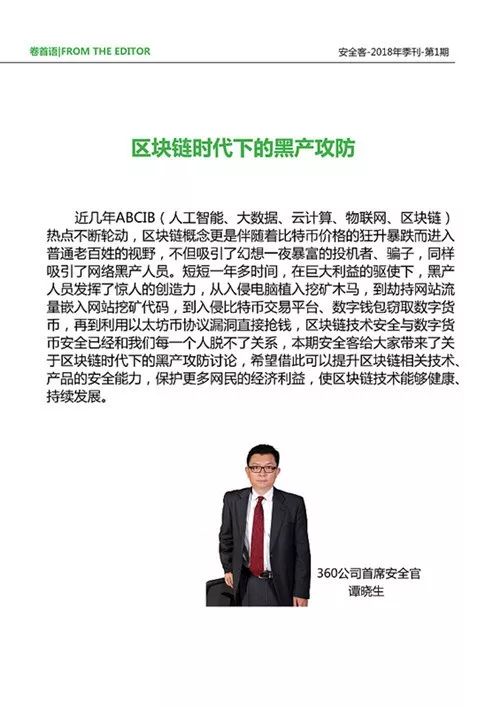 卷首语|FROM THE EDITOR
安全客-2018年季刊-第1期
区块链时代下的黑产攻防
近几年ABCIB（人工智能、大数据、云计算、物联网、区块链）
热点不断轮动，区块链概念更是伴随着比特币价格的狂升暴跌而进入
普通老百姓的视野，不但吸引了幻想一夜暴富的投机者、骗子，同样
吸引了网络黑产人员。短短一年多时间，在巨大利益的驱使下，黑产
人员发挥了惊人的创造力，从入侵电脑植入挖矿木马，到劫持网站流
量嵌入网站挖矿代码，到入侵比特币交易平台、数字钱包窃取数字货
币，再到利用以太坊币协议漏洞直接抢钱，区块链技术安全与数字货
币安全已经和我们每一个人脱不了关系，本期安全客给大家带来了关
于区块链时代下的黑产攻防讨论，希望借此可以提升区块链相关技术、
产品的安全能力，保护更多网民的经济利益，使区块链技术能够健康、
持续发展。
360公司首席安全官
谭晓生